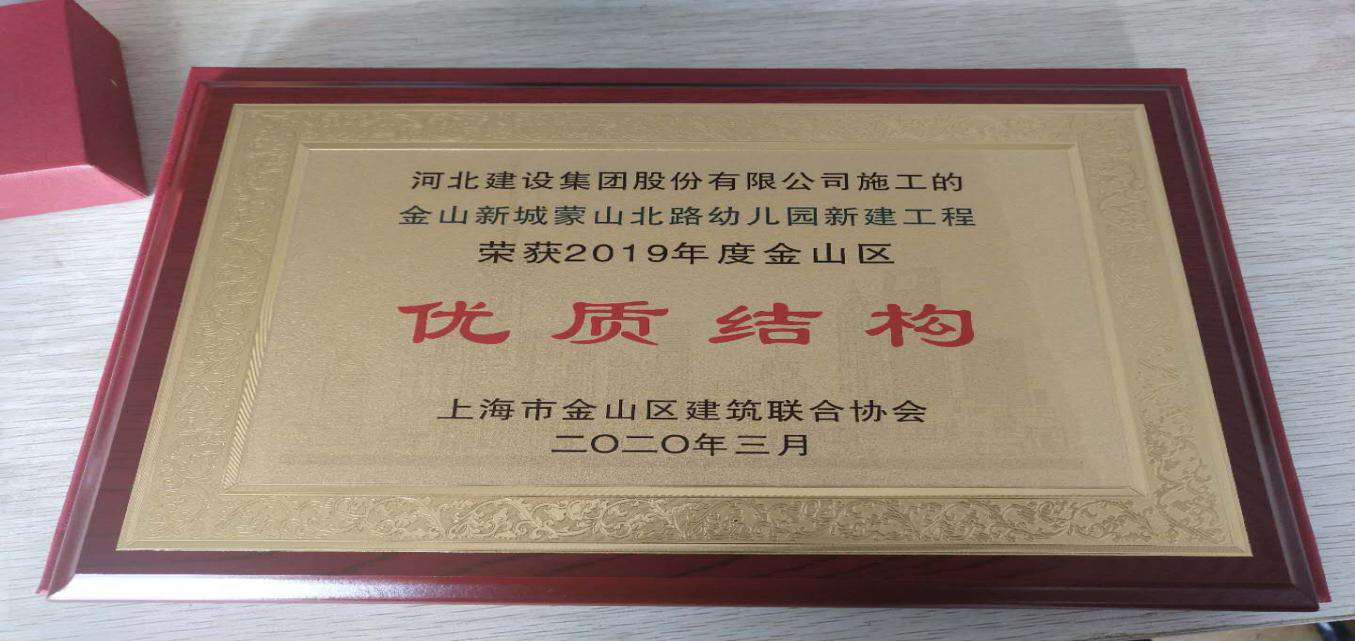 河北建设集团股份有限公司施工的
金山新城蒙山北路幼儿园新建工程
荣获2019年度金山区
优质结构
上海市金山区建筑联合协会
二〇二〇年三月